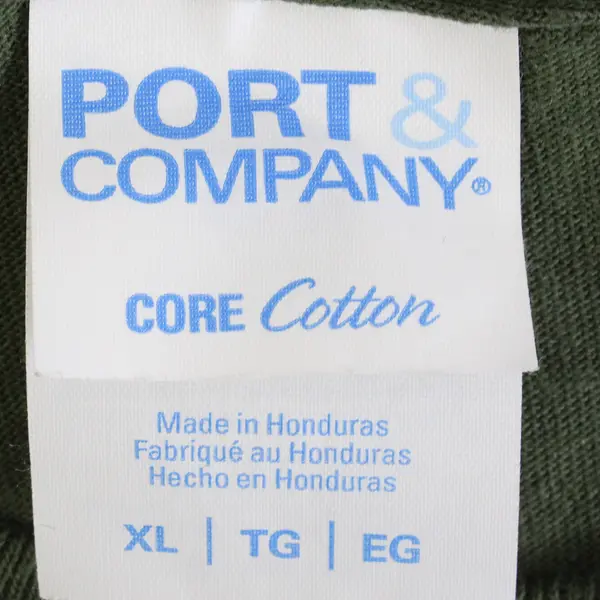 PORT &
COMPANY®
CORE Cotton
Made in Honduras
Fabriqué au Honduras
Hecho en Honduras
XL | TG | EG